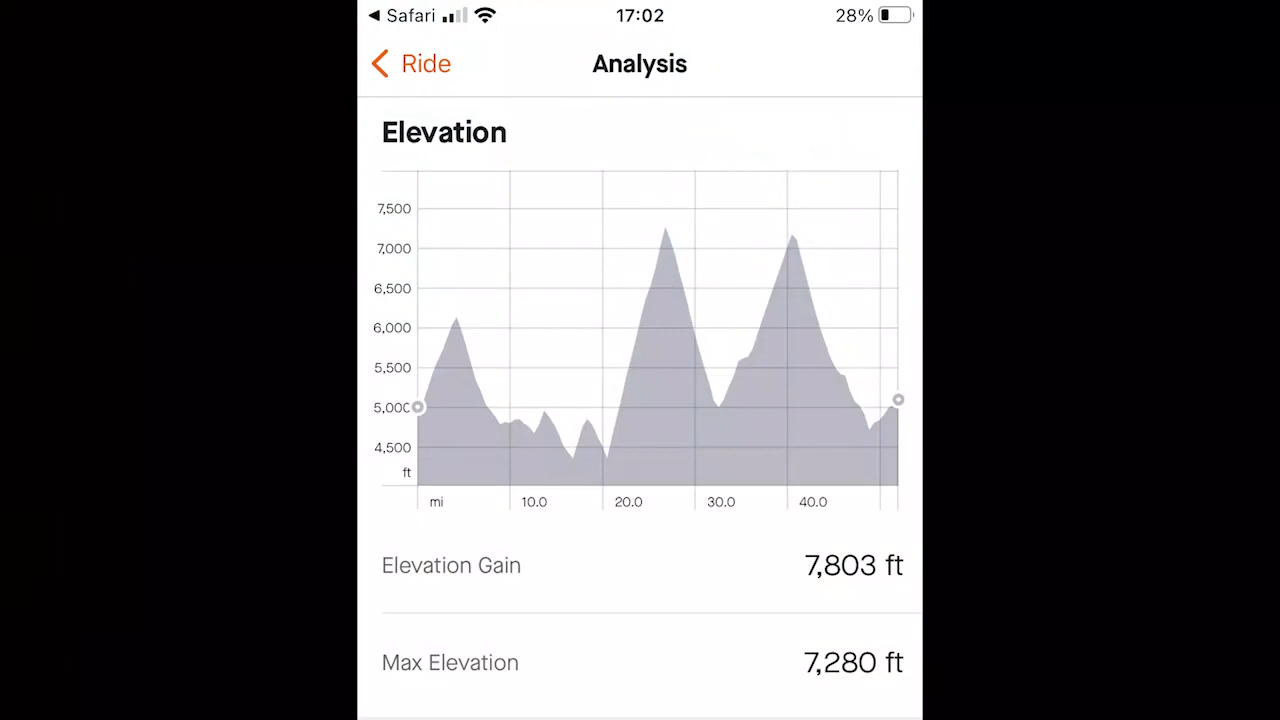 ◀ Safari 17:02 28%
Ride Analysis
Elevation
7,500
7,000
6,500
6,000
5,500
5,000
4,500
ft
mi 10.0 20.0 30.0 40.0
Elevation Gain 7,803 ft
Max Elevation 7,280 ft